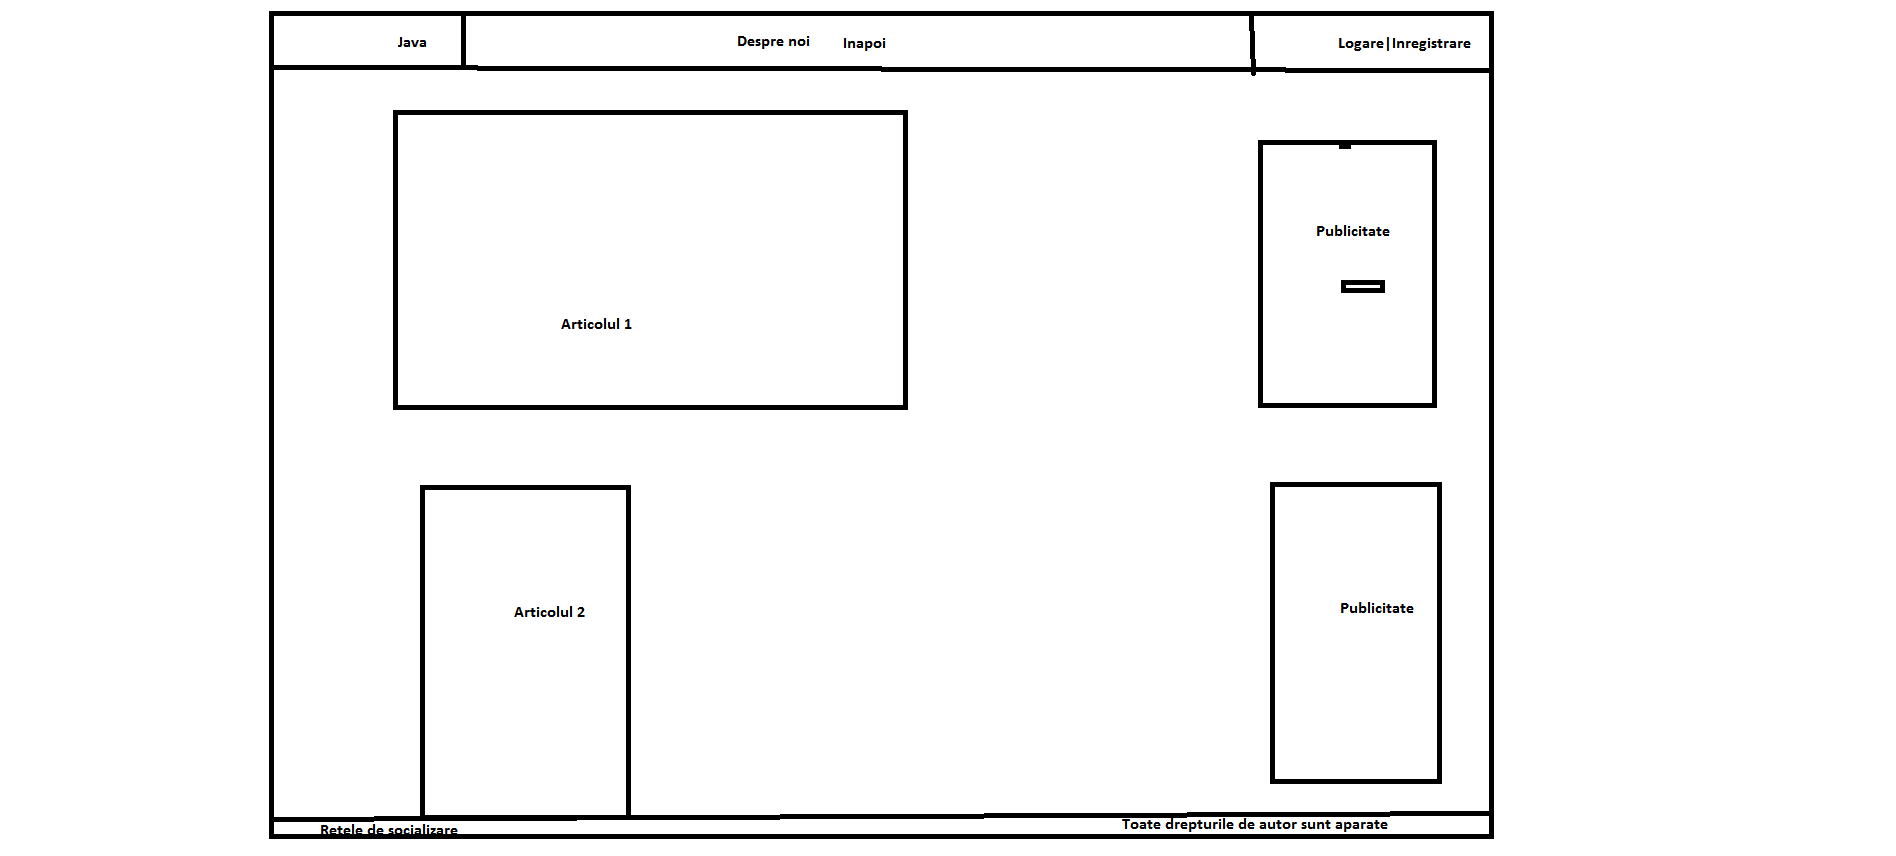 Java
Despre noi
Inapoi
Logare|Inregistrare
Articolul 1
Publicitate
Articolul 2
Publicitate
Retele de socializare
Toate drepturile de autor sunt aparate